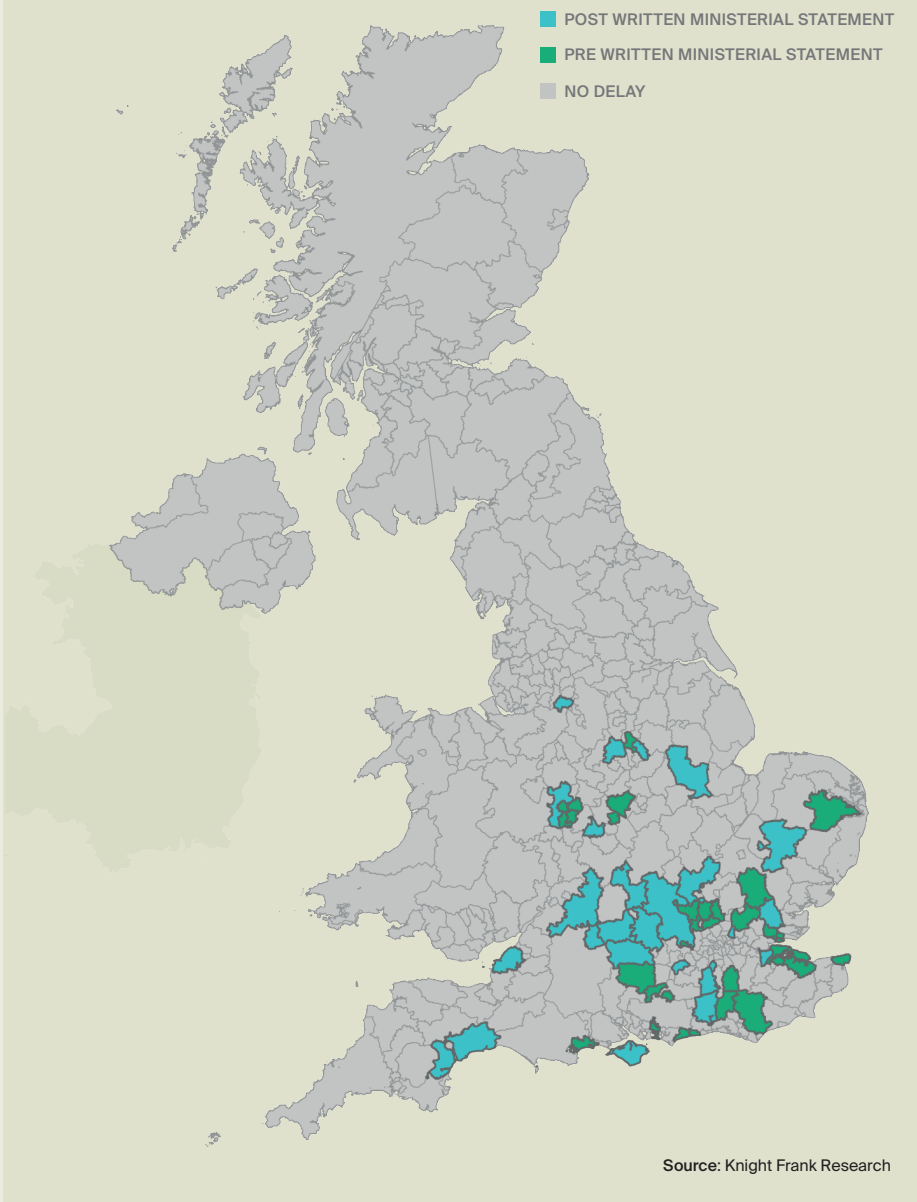 POST WRITTEN MINISTERIAL STATEMENT
PRE WRITTEN MINISTERIAL STATEMENT
NO DELAY
Source: Knight Frank Research